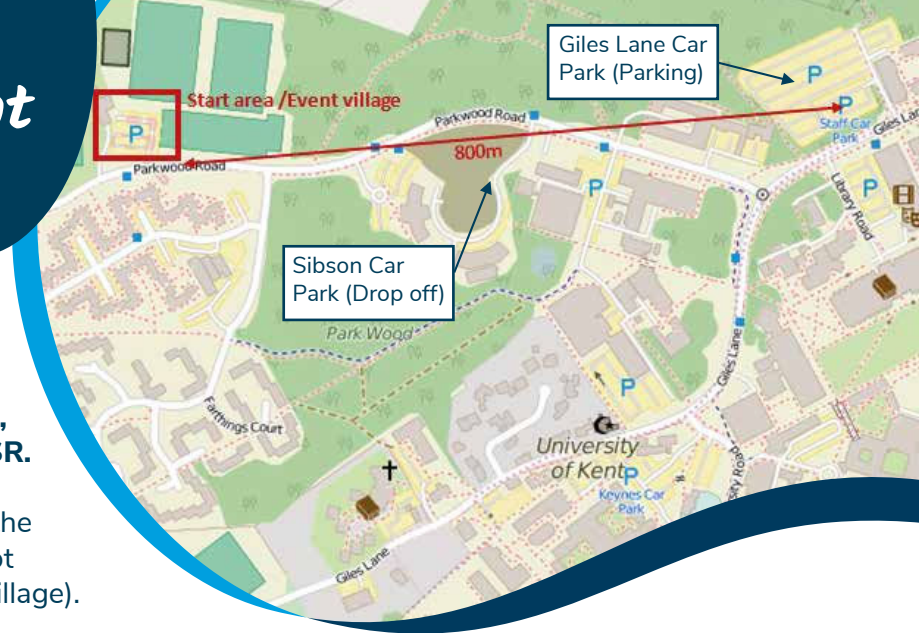 Giles Lane Car
Park (Parking)
P
Start area /Event village
P
P
Staff Car
Park
Giles La
Parkwood Road
800m
Parkwood Road
P
P
Library Road
Sibson Car
Park (Drop off)
Park Wood
Giles Lane
P
Farthings Court
SR.
University
of Kent
P
Keynes Car
Park
sity Road
he
illage).
Giles Lane